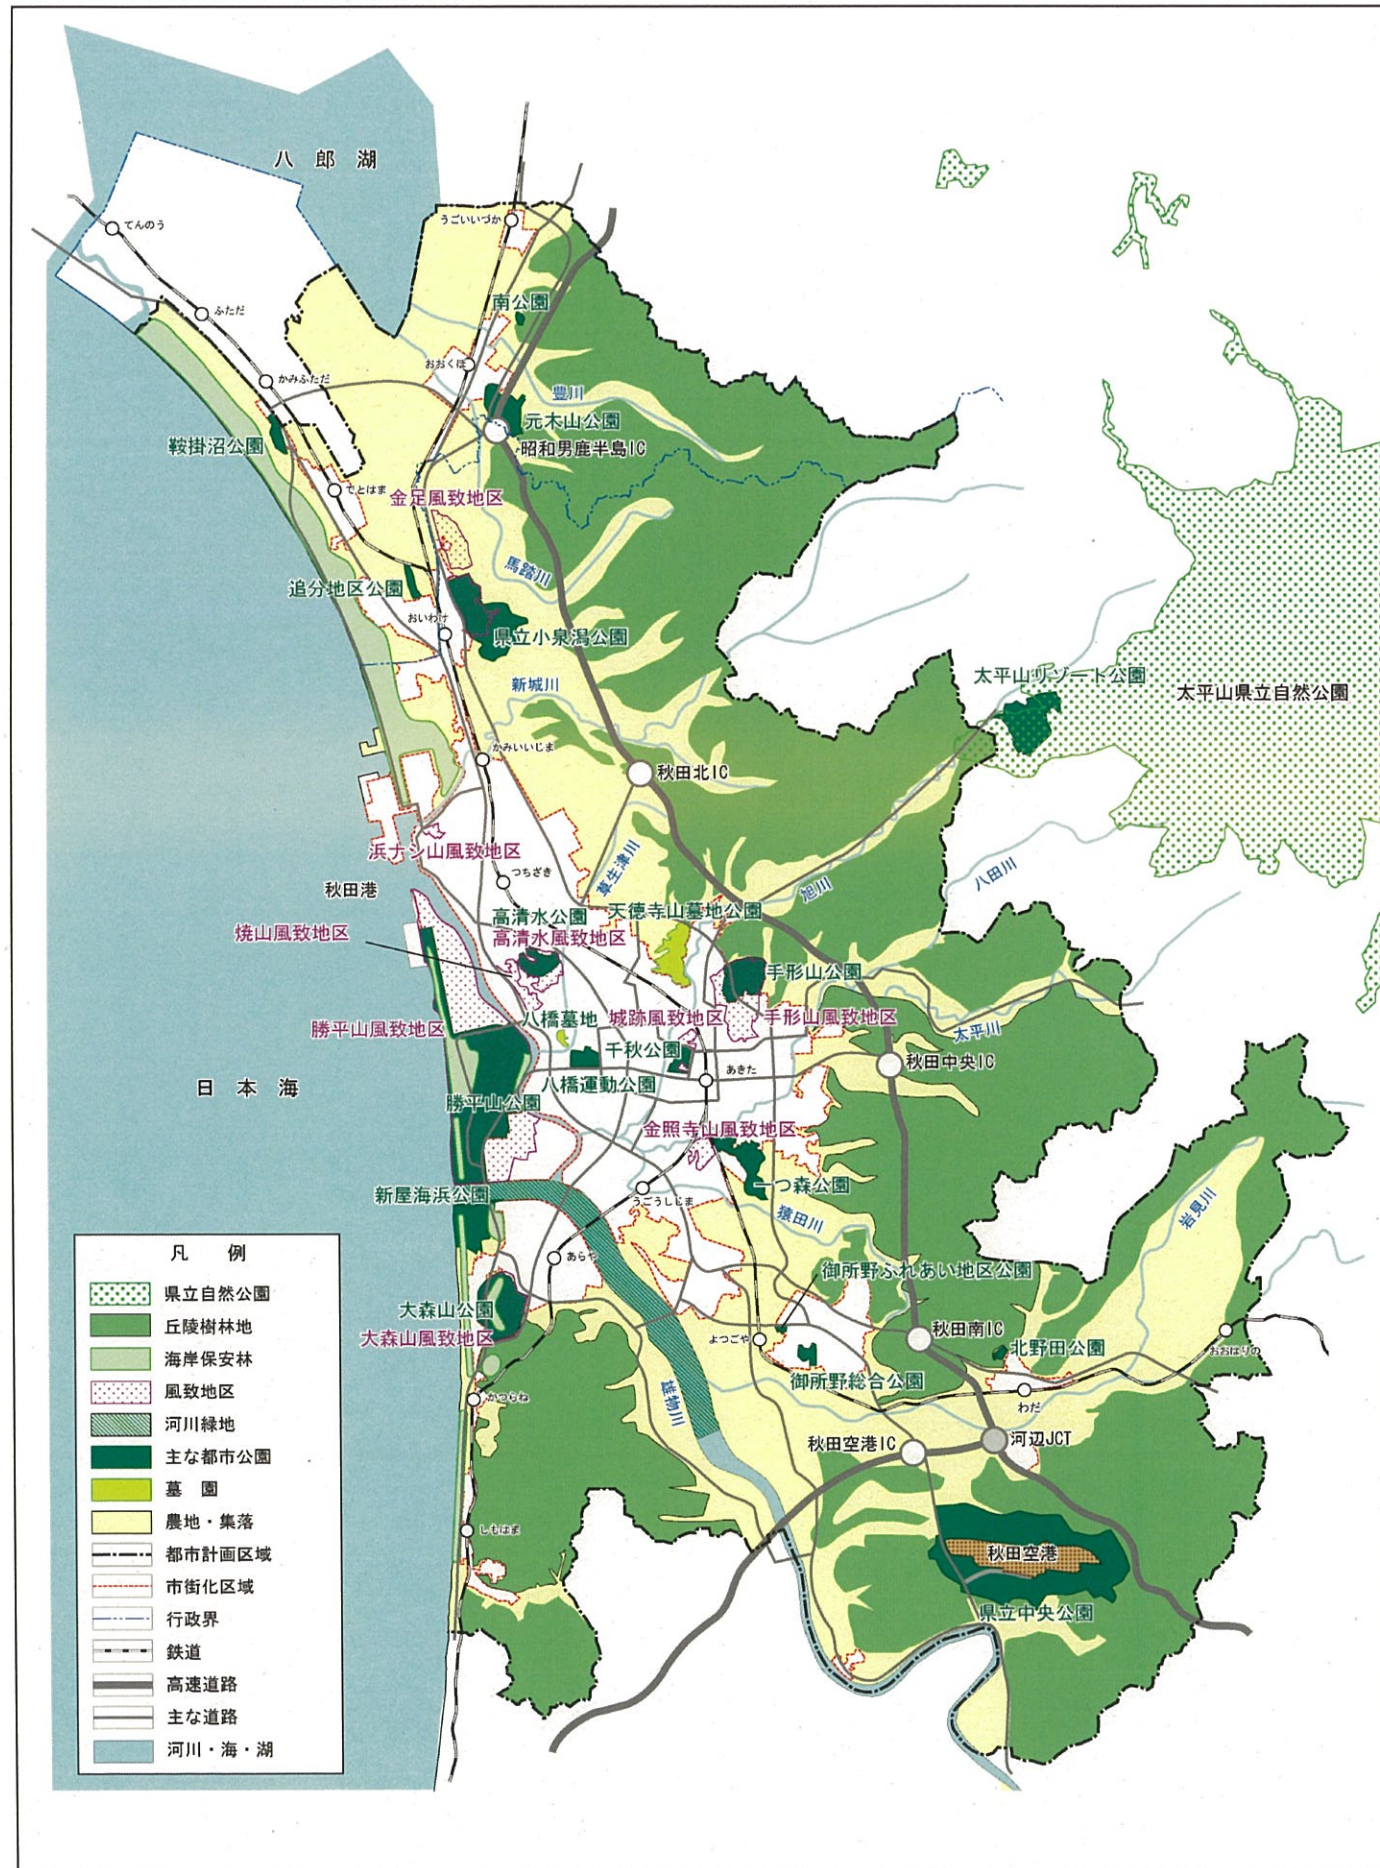 八郎湖
てんのう
うごいいづか
南公園
ふただ
おおくぼ
かみふただ
豊川
元木山公園
鞍掛沼公園
昭和男鹿半島IC
でとはま
金足風致地区
馬踏川
追分地区公園
おいわけ
県立小泉潟公園
新城川
太平山リゾート公園
太平山県立自然公園
かみいいじま
秋田北IC
浜ナシ山風致地区
つちざき
草生津川
旭川
八田川
秋田港
高清水公園
天徳寺山墓地公園
焼山風致地区
高清水風致地区
手形山公園
勝平山風致地区
八橋墓地
城跡風致地区
手形山風致地区
太平川
千秋公園
秋田中央IC
日本海
八橋運動公園
あきた
勝平山公園
金照寺山風致地区
新屋海浜公園
一つ森公園
うごうしじま
猿田川
岩見川
あらや
御所野ふれあい地区公園
大森山公園
大森山風致地区
よつごや
秋田南IC
北野田公園
おおばりの
御所野総合公園
かつらね
雄物川
わだ
秋田空港IC
河辺JCT
しもはま
秋田空港
県立中央公園
凡例
県立自然公園
丘陵樹林地
海岸保安林
風致地区
河川緑地
主な都市公園
墓園
農地・集落
都市計画区域
市街化区域
行政界
鉄道
高速道路
主な道路
河川・海・湖